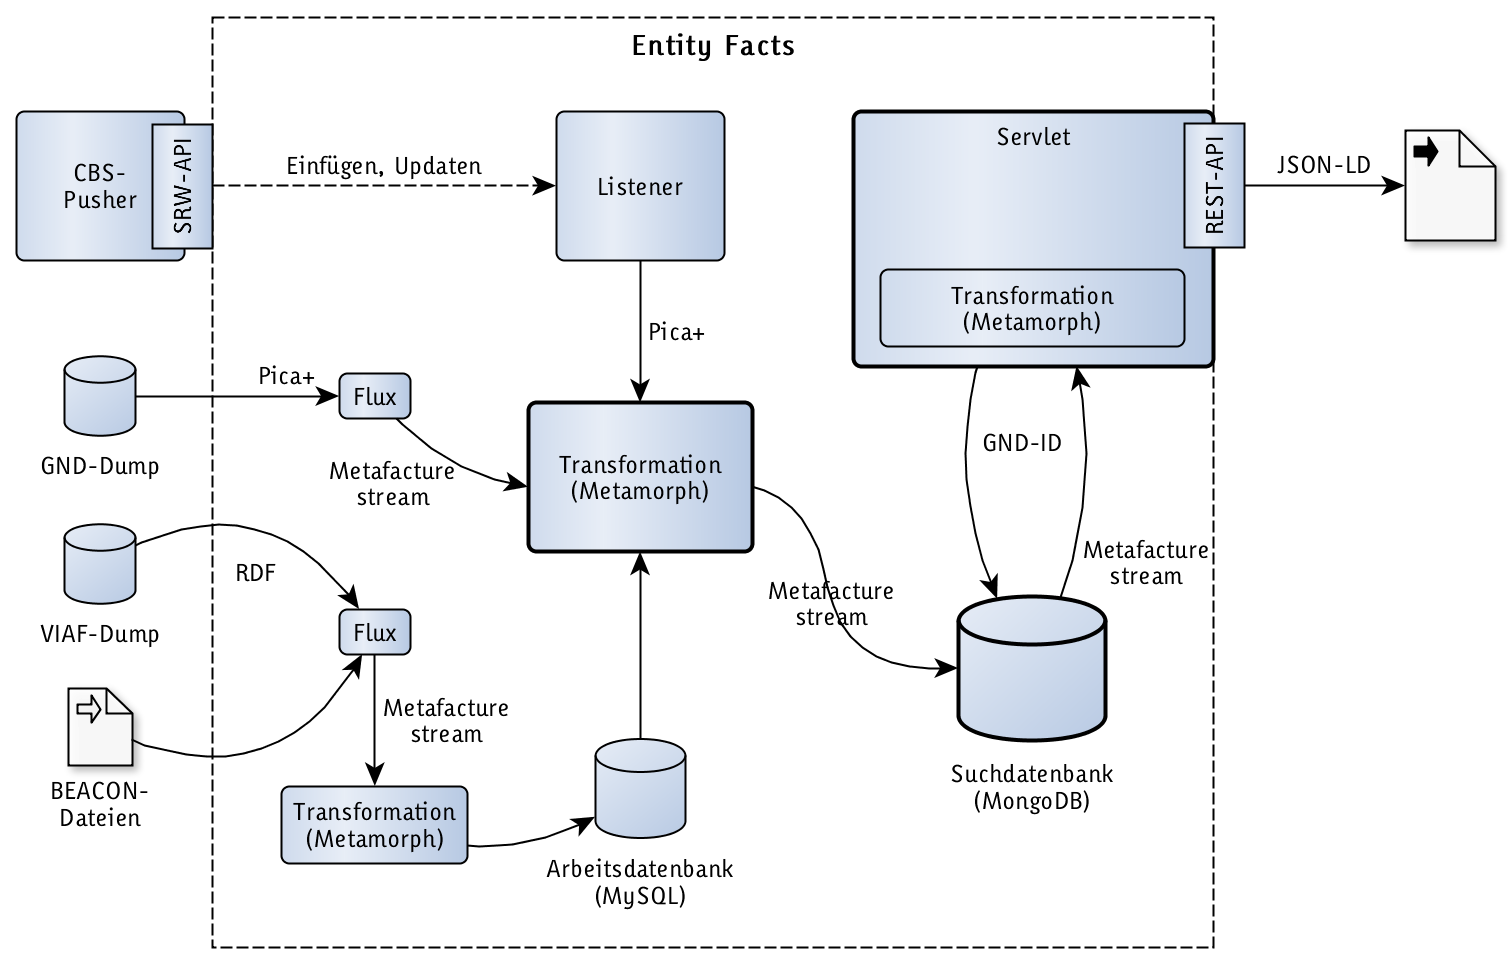 Entity Facts
CBS-
Pusher
SRW-API
Einfügen, Updaten
Listener
Servlet
REST-API
JSON-LD
Transformation
(Metamorph)
Pica+
GND-Dump
Pica+
Flux
Metafacture
stream
Transformation
(Metamorph)
GND-ID
Metafacture
stream
Metafacture
stream
VIAF-Dump
RDF
Flux
BEACON-
Dateien
Metafacture
stream
Transformation
(Metamorph)
Arbeitsdatenbank
(MySQL)
Suchdatenbank
(MongoDB)